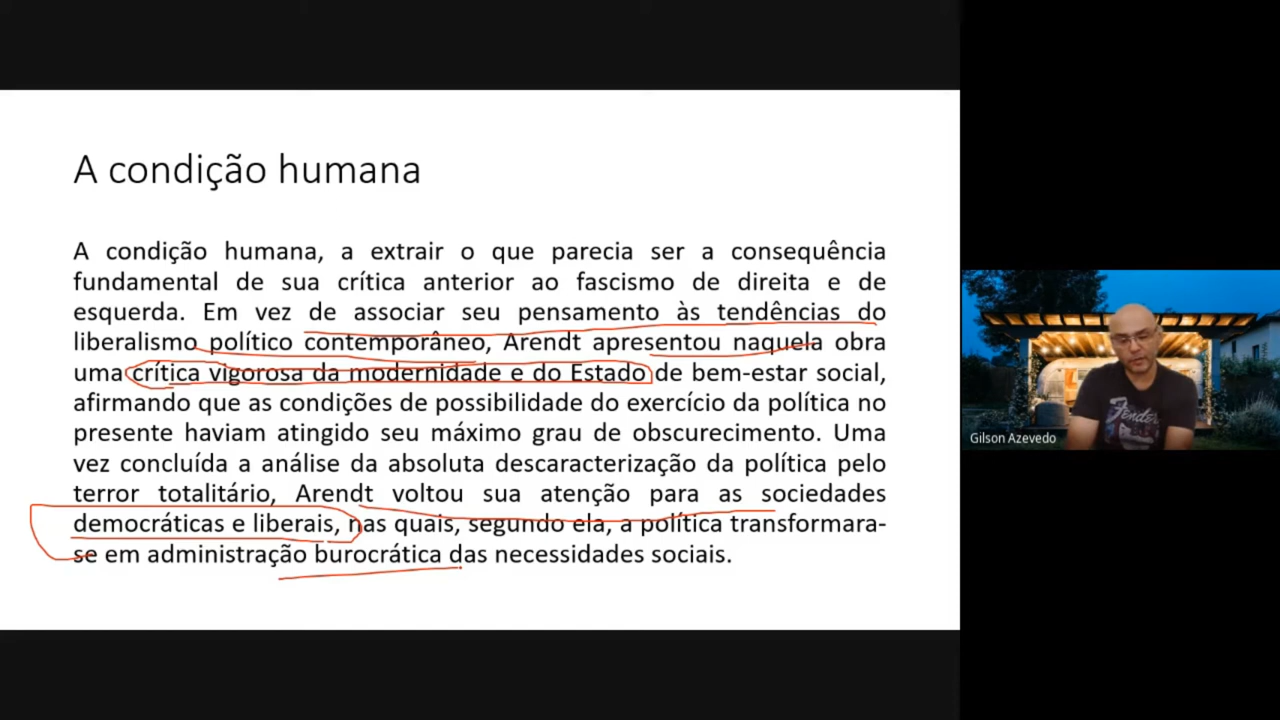 A condição humana
A condição humana, a extrair o que parecia ser a consequência
fundamental de sua crítica anterior ao fascismo de direita e de
esquerda. Em vez de associar seu pensamento às tendências do
liberalismo político contemporâneo, Arendt apresentou naquela obra
uma crítica vigorosa da modernidade e do Estado de bem-estar social,
afirmando que as condições de possibilidade do exercício da política no
presente haviam atingido seu máximo grau de obscurecimento. Uma
vez concluída a análise da absoluta descaracterização da política pelo
terror totalitário, Arendt voltou sua atenção para as sociedades
democráticas e liberais, nas quais, segundo ela, a política transformara-
se em administração burocrática das necessidades sociais.
Fender
Gilson Azevedo